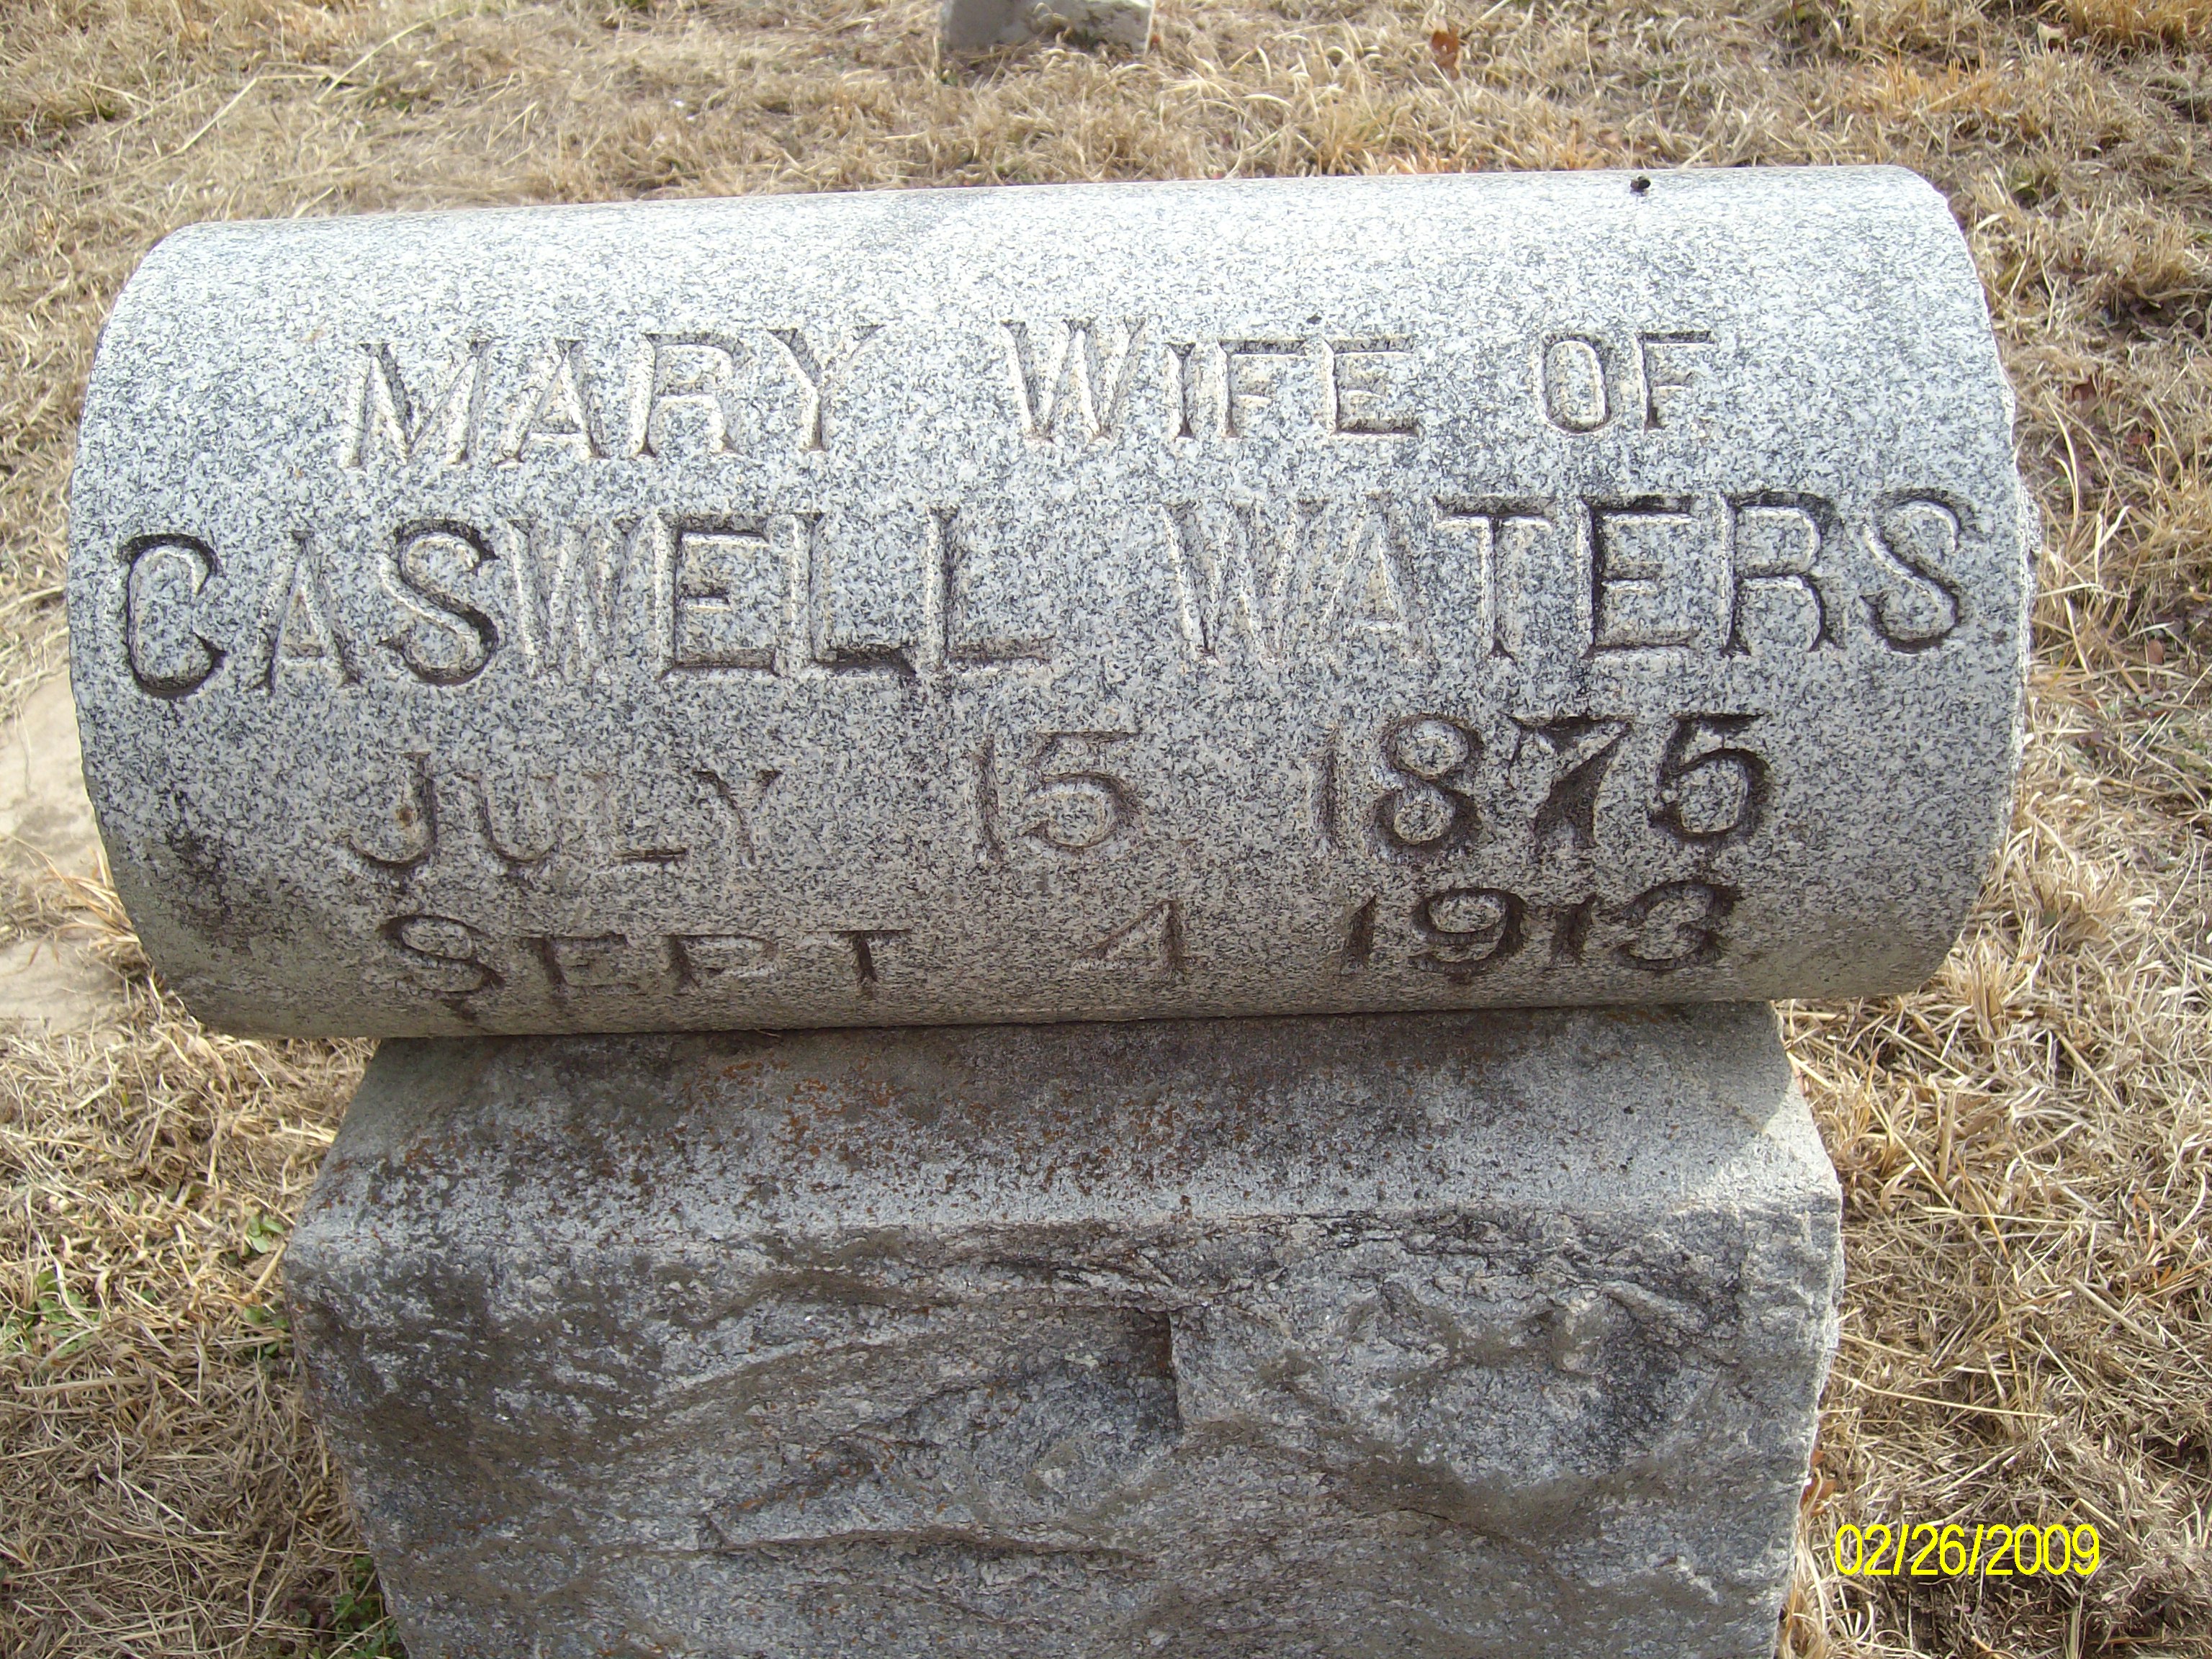 MARY WIFE OF
CASWELL WATERS
JULY 15 1875
SEPT 4 1913
02/26/2009